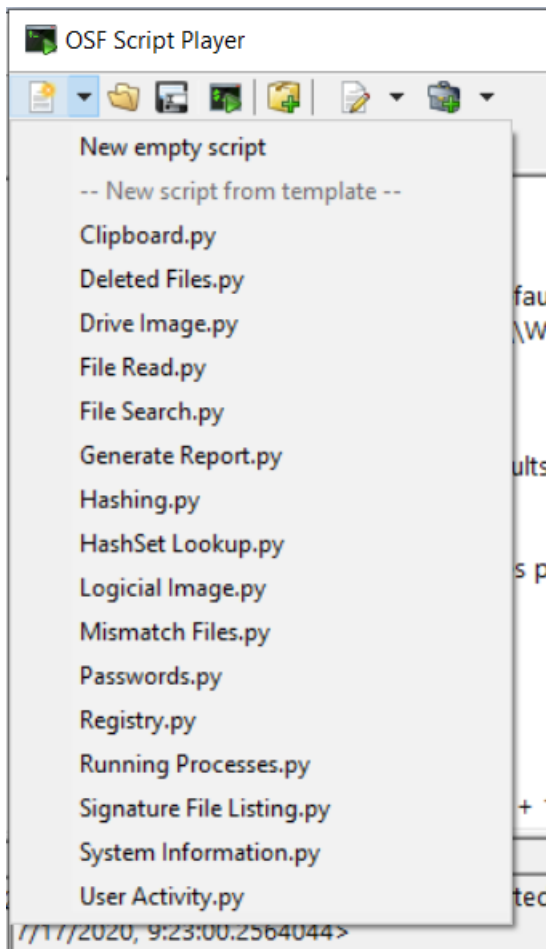 OSF Script Player
New empty script
-- New script from template --
Clipboard.py
Deleted Files.py
Drive Image.py
File Read.py
File Search.py
Generate Report.py
Hashing.py
HashSet Lookup.py
Logicial Image.py
Mismatch Files.py
Passwords.py
Registry.py
Running Processes.py
Signature File Listing.py
System Information.py
User Activity.py
7/17/2020, 9:23:00.2564044>